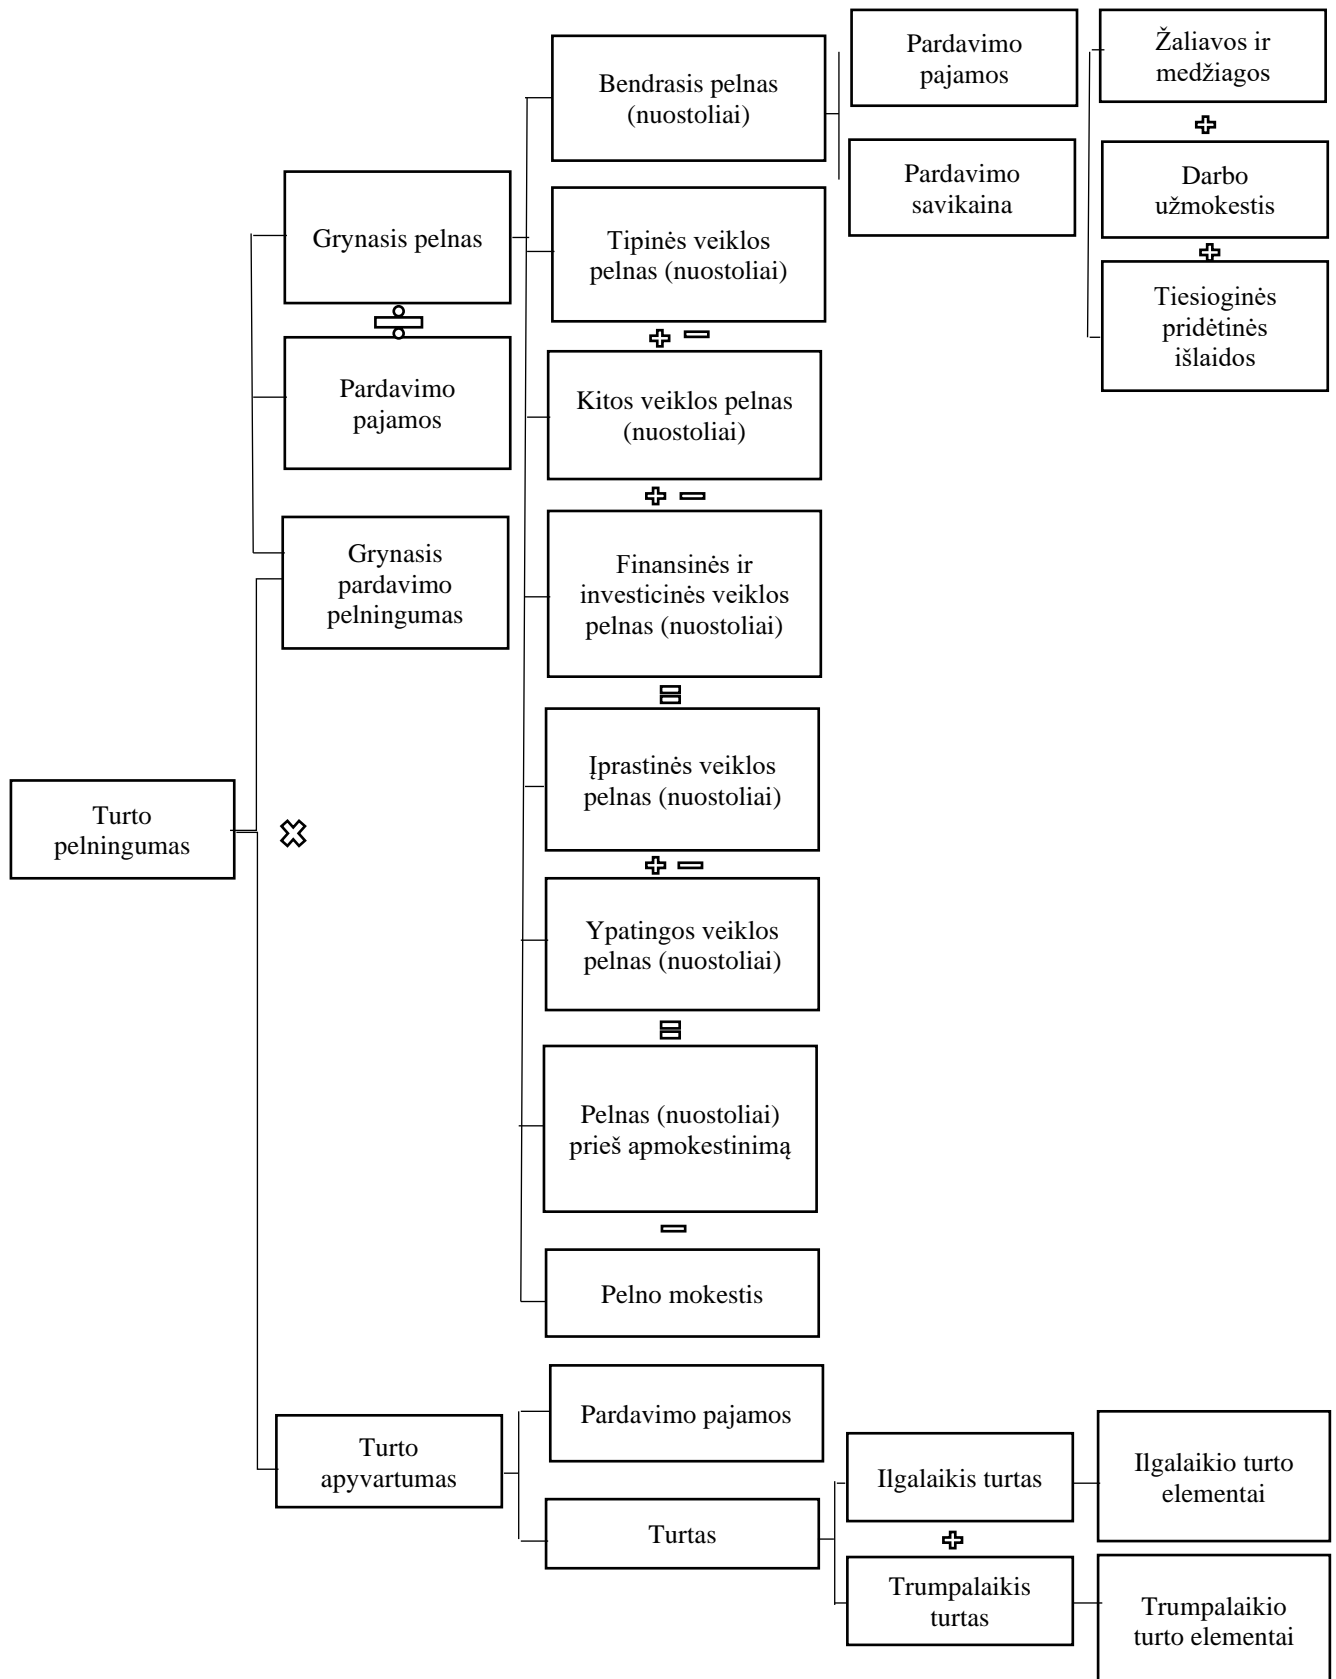 Pardavimo
pajamos
Žaliavos ir
medžiagos
Bendrasis pelnas
(nuostoliai)
Pardavimo
savikaina
Darbo
užmokestis
Grynasis pelnas
Tipinės veiklos
pelnas (nuostoliai)
Tiesioginės
pridėtinės
išlaidos
Pardavimo
pajamos
Kitos veiklos pelnas
(nuostoliai)
Grynasis
pardavimo
pelningumas
Finansinės ir
investicinės veiklos
pelnas (nuostoliai)
Įprastinės veiklos
pelnas (nuostoliai)
Turto
pelningumas
Ypatingos veiklos
pelnas (nuostoliai)
Pelnas (nuostoliai)
prieš apmokestinimą
Pelno mokestis
Pardavimo pajamos
Turto
apyvartumas
Ilgalaikis turtas
Ilgalaikio turto
elementai
Turtas
Trumpalaikis
turtas
Trumpalaikio
turto elementai